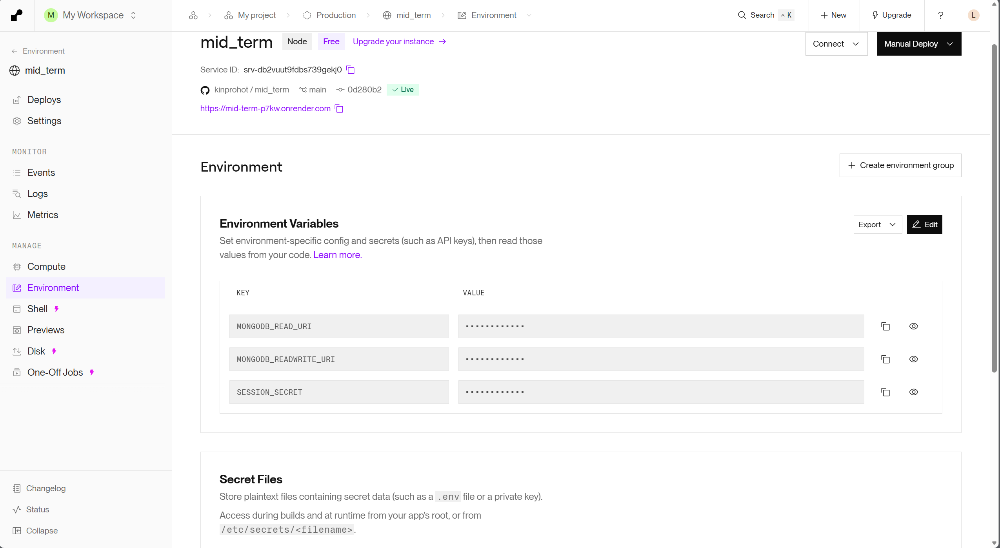 M My Workspace
My project
Production
mid_term
Environment
Search ^ K
New
Upgrade
?
L
Environment
mid_term
Deploys
Settings
MONITOR
Events
Logs
Metrics
MANAGE
Compute
Environment
Shell
Previews
Disk
One-Off Jobs
Changelog
Status
Collapse
mid_term Node Free Upgrade your instance →
Connect
Manual Deploy
Service ID: srv-db2vuut9fdbs739gekj0
kinprohot / mid_term main 0d280b2 Live
https://mid-term-p7kw.onrender.com
Environment
Create environment group
Environment Variables
Export
Edit
Set environment-specific config and secrets (such as API keys), then read those
values from your code. Learn more.
KEY VALUE
MONGODB_READ_URI ············
MONGODB_READWRITE_URI ············
SESSION_SECRET ············
Secret Files
Store plaintext files containing secret data (such as a .env file or a private key).
Access during builds and at runtime from your app’s root, or from
/etc/secrets/<filename>.